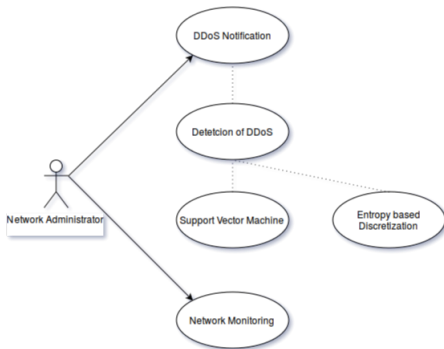 DDoS Notification
Detetcion of DDoS
Network Administrator
Support Vector Machine
Entropy based
Discretization
Network Monitoring